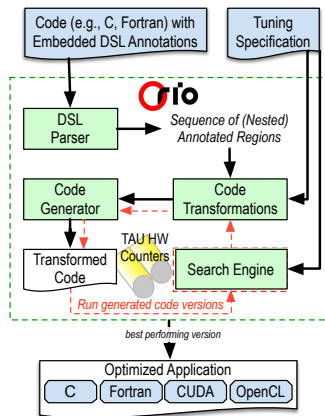 Code (e.g., C, Fortran) with
Embedded DSL Annotations
Tuning
Specification
Orio
DSL
Parser
Sequence of (Nested)
Annotated Regions
Code
Generator
Code
Transformations
TAU HW
Counters
Transformed
Code
Search Engine
Run generated code versions
best performing version
Optimized Application
C
Fortran
CUDA
OpenCL